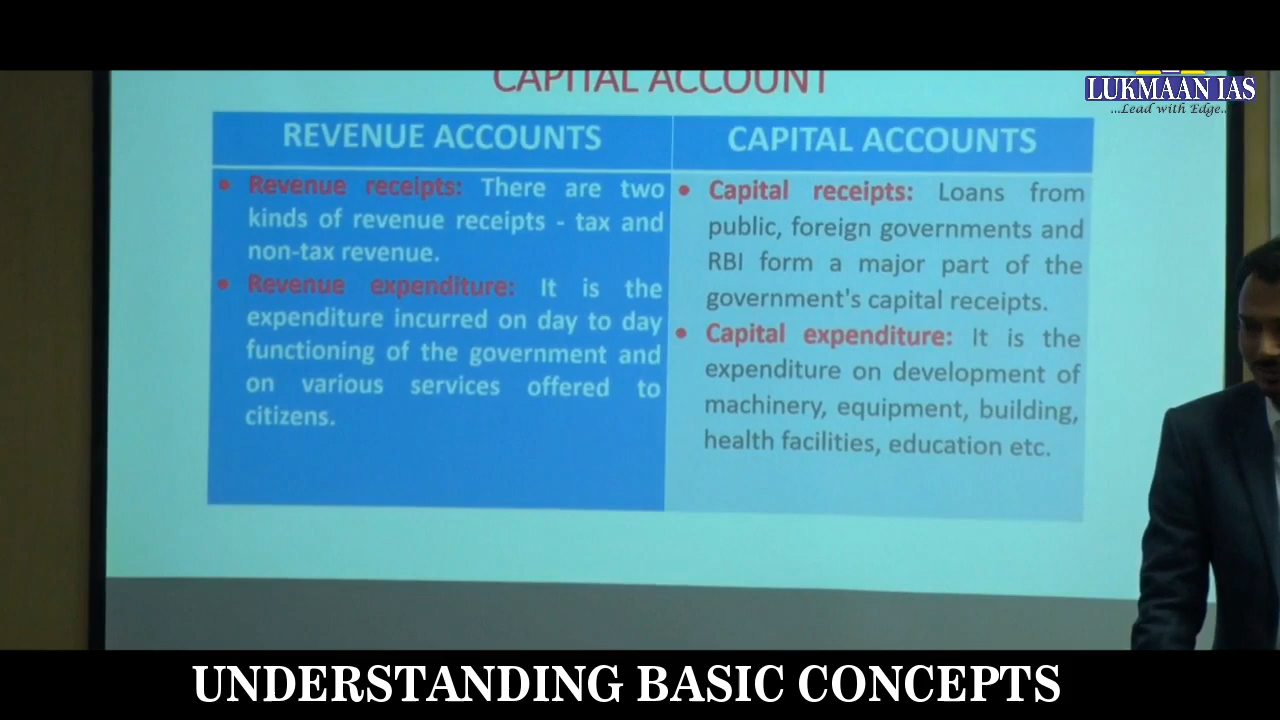 CAPITAL ACCOUNT
LUKMAAN IAS
...Lead with Edge..
REVENUE ACCOUNTS
• Revenue receipts: There are two
kinds of revenue receipts - tax and
non-tax revenue.
• Revenue expenditure: It is the
expenditure incurred on day to day
functioning of the government and
on various services offered to
citizens.
CAPITAL ACCOUNTS
• Capital receipts: Loans from
public, foreign governments and
RBI form a major part of the
government's capital receipts.
• Capital expenditure: It is the
expenditure on development of
machinery, equipment, building,
health facilities, education etc.
UNDERSTANDING BASIC CONCEPTS